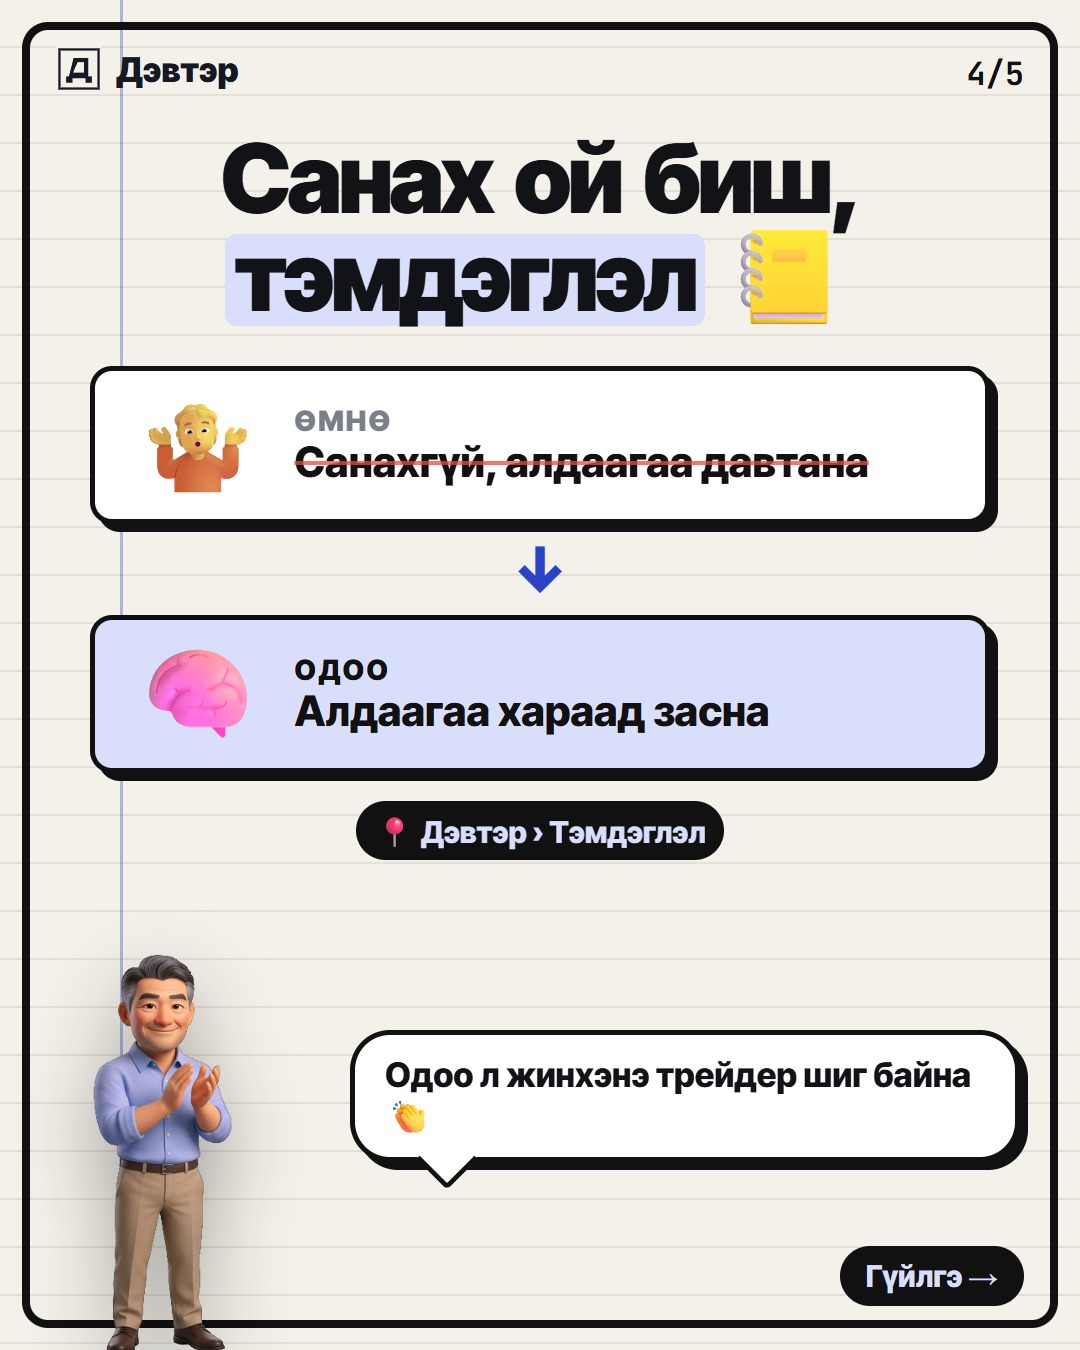 Д Дэвтэр
4/5
Санах ой биш,
тэмдэглэл
өмнө
Санахгүй, алдаагаа давтана
одоо
Алдаагаа хараад засна
Дэвтэр › Тэмдэглэл
Одоо л жинхэнэ трейдер шиг байна
Гүйлгэ →